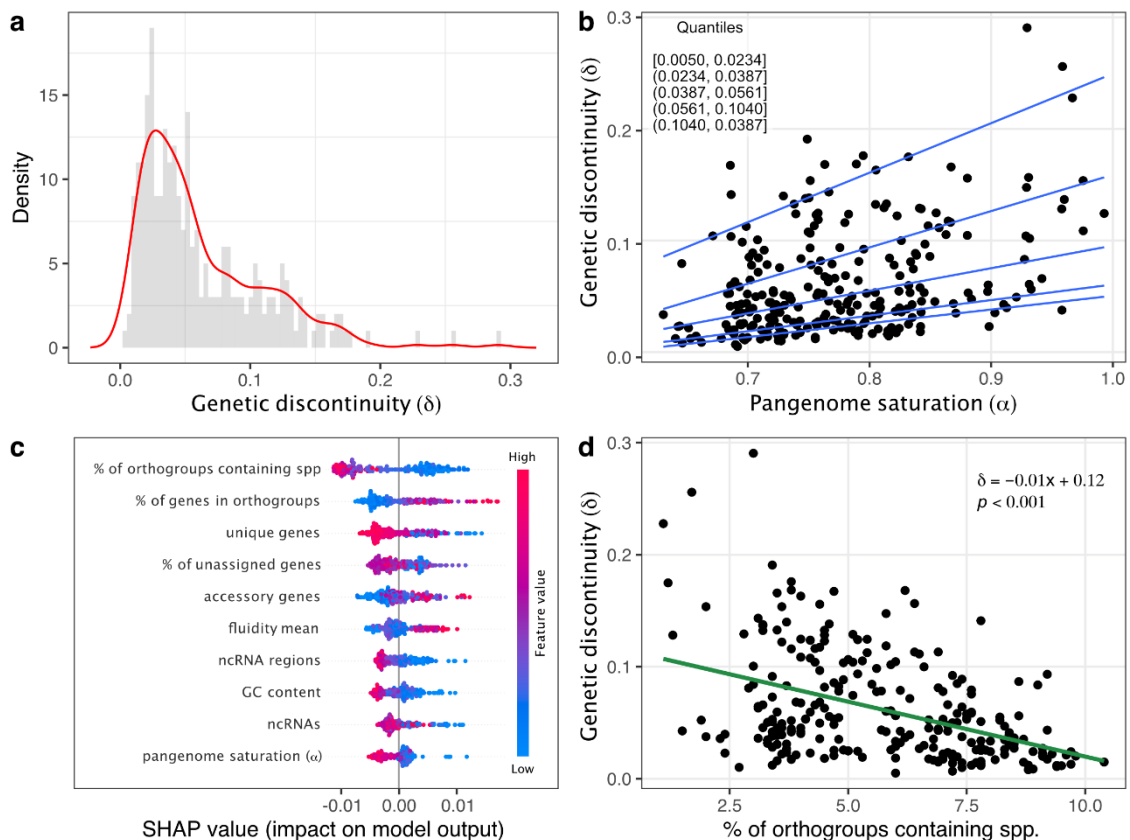 a
Density
15
10
5
0
0.0
0.1
0.2
0.3
Genetic discontinuity (δ)
b
Genetic discontinuity (δ)
0.3
0.2
0.1
0.0
Quantiles
[0.0050, 0.0234]
(0.0234, 0.0387]
(0.0387, 0.0561]
(0.0561, 0.1040]
(0.1040, 0.0387]
0.7
0.8
0.9
1.0
Pangenome saturation (α)
c
% of orthogroups containing spp
% of genes in orthogroups
unique genes
% of unassigned genes
accessory genes
fluidity mean
ncRNA regions
GC content
ncRNAs
pangenome saturation (α)
High
Feature value
Low
-0.01
0.00
0.01
SHAP value (impact on model output)
d
Genetic discontinuity (δ)
0.3
0.2
0.1
0.0
δ = −0.01x + 0.12
p < 0.001
2.5
5.0
7.5
10.0
% of orthogroups containing spp.